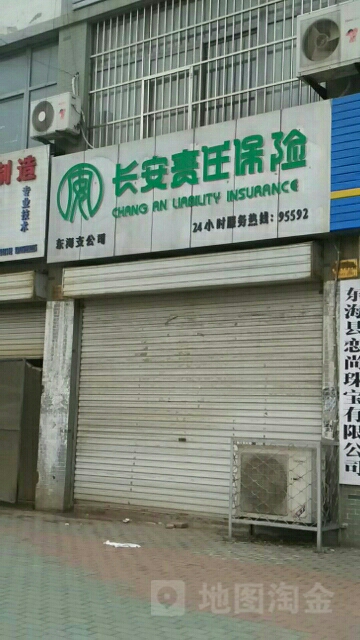 制造
专业技术
长安责任保险
CHANG AN LIABILITY INSURANCE
东海支公司
24小时服务热线：95592
东海县恋尚珠宝有限公司
地图淘金